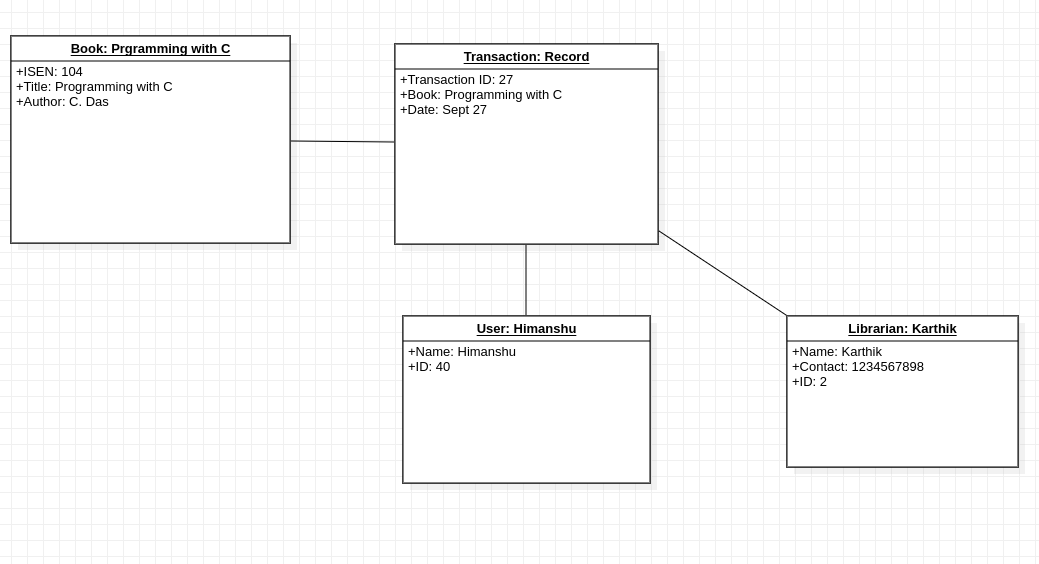 Book: Prgramming with C
+ISEN: 104
+Title: Programming with C
+Author: C. Das
Transaction: Record
+Transaction ID: 27
+Book: Programming with C
+Date: Sept 27
User: Himanshu
+Name: Himanshu
+ID: 40
Librarian: Karthik
+Name: Karthik
+Contact: 1234567898
+ID: 2